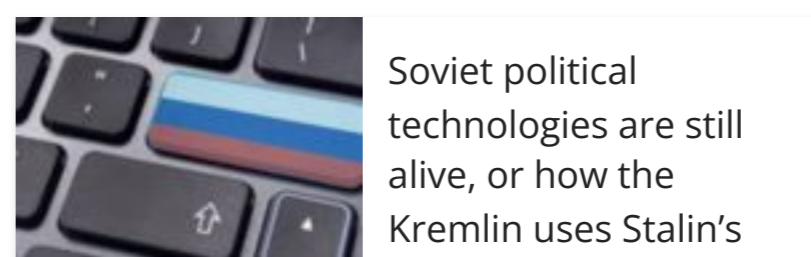 Soviet political
technologies are still
alive, or how the
Kremlin uses Stalin's